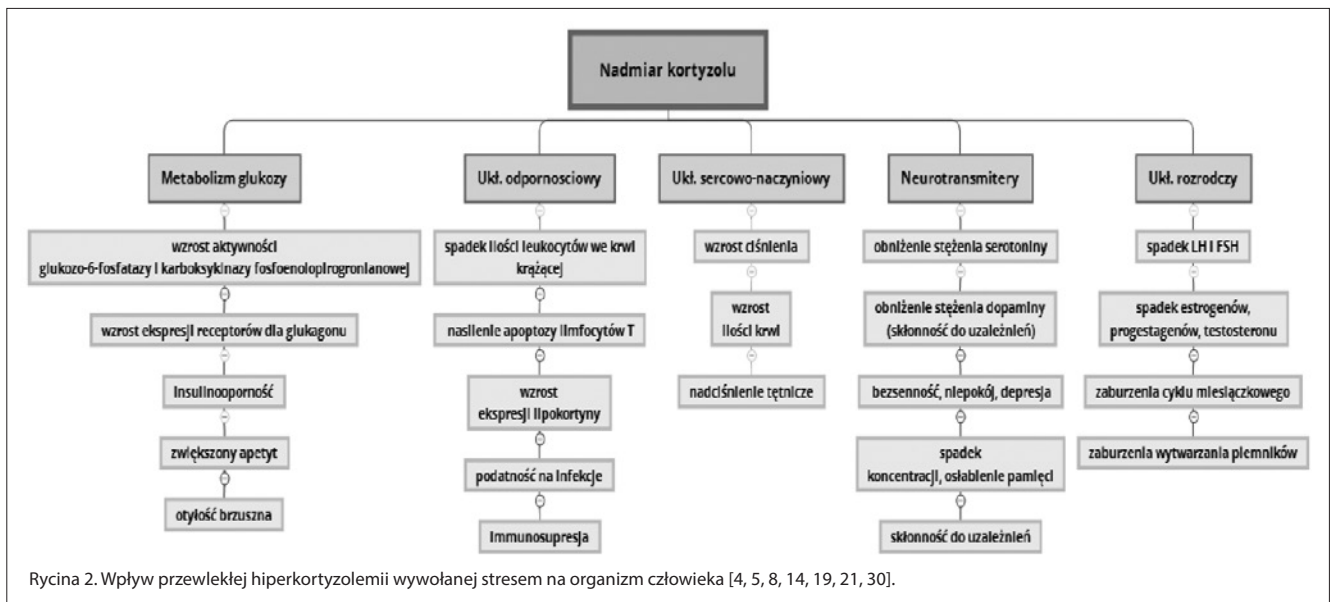 Nadmiar kortyzolu
Metabolizm glukozy
wzrost aktywności
glukozo-6-fosfatazy i karboksykinazy fosfoenolopirogronianowej
wzrost ekspresji receptorów dla glukagonu
insulinooporność
zwiększony apetyt
otyłość brzuszna
Ukł. odpornosciowy
spadek ilości leukocytów we krwi
krążącej
nasilenie apoptozy limfocytów T
wzrost
ekspresji lipokortyny
podatność na infekcje
immunosupresja
Ukł. sercowo-naczyniowy
wzrost ciśnienia
wzrost
ilości krwi
nadciśnienie tętnicze
Neurotransmitery
obniżenie stężenia serotoniny
obniżenie stężenia dopaminy
(skłonność do uzależnień)
bezsenność, niepokój, depresja
spadek
koncentracji, osłabienie pamięci
skłonność do uzależnień
Ukł. rozrodczy
spadek LH i FSH
spadek estrogenów,
progestagenów, testosteronu
zaburzenia cyklu miesiączkowego
zaburzenia wytwarzania plemników
Rycina 2. Wpływ przewlekłej hiperkortyzolemii wywołanej stresem na organizm człowieka [4, 5, 8, 14, 19, 21, 30].